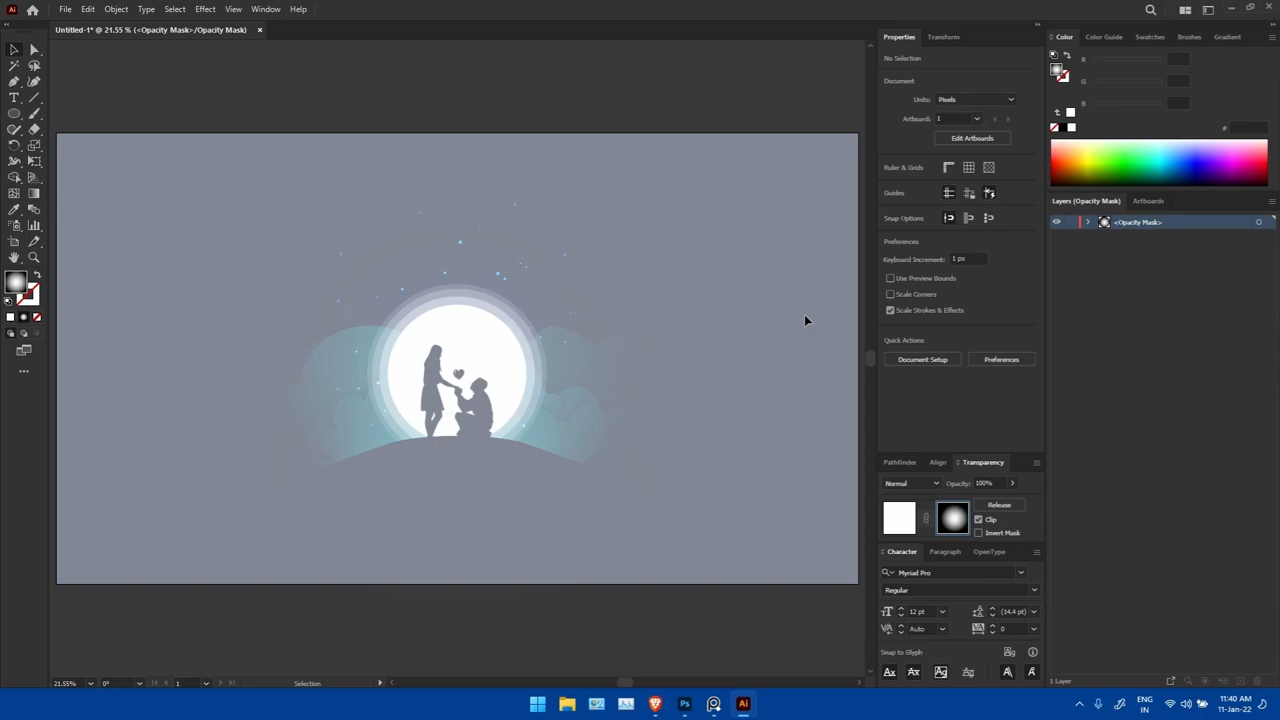 Ai File Edit Object Type Select Effect View Window Help
Untitled-1* @ 21.55 % (<Opacity Mask>/Opacity Mask) ×
Properties Transform
No Selection
Document
Units: Pixels
Artboard: 1
Edit Artboards
Ruler & Grids
Guides
Snap Options
Preferences
Keyboard Increment: 1 px
Use Preview Bounds
Scale Corners
Scale Strokes & Effects
Quick Actions
Document Setup Preferences
Pathfinder Align Transparency
Normal Opacity: 100%
Release
Clip
Invert Mask
Character Paragraph OpenType
Myriad Pro
Regular
12 pt (14.4 pt)
Auto 0
Snap to Glyph
Color Color Guide Swatches Brushes Gradient
R
G
B
#
Layers (Opacity Mask) Artboards
<Opacity Mask>
1 Layer
21.55% 0° 1 Selection
Ps Ai
ENG
IN
11:40 AM
11-Jan-22